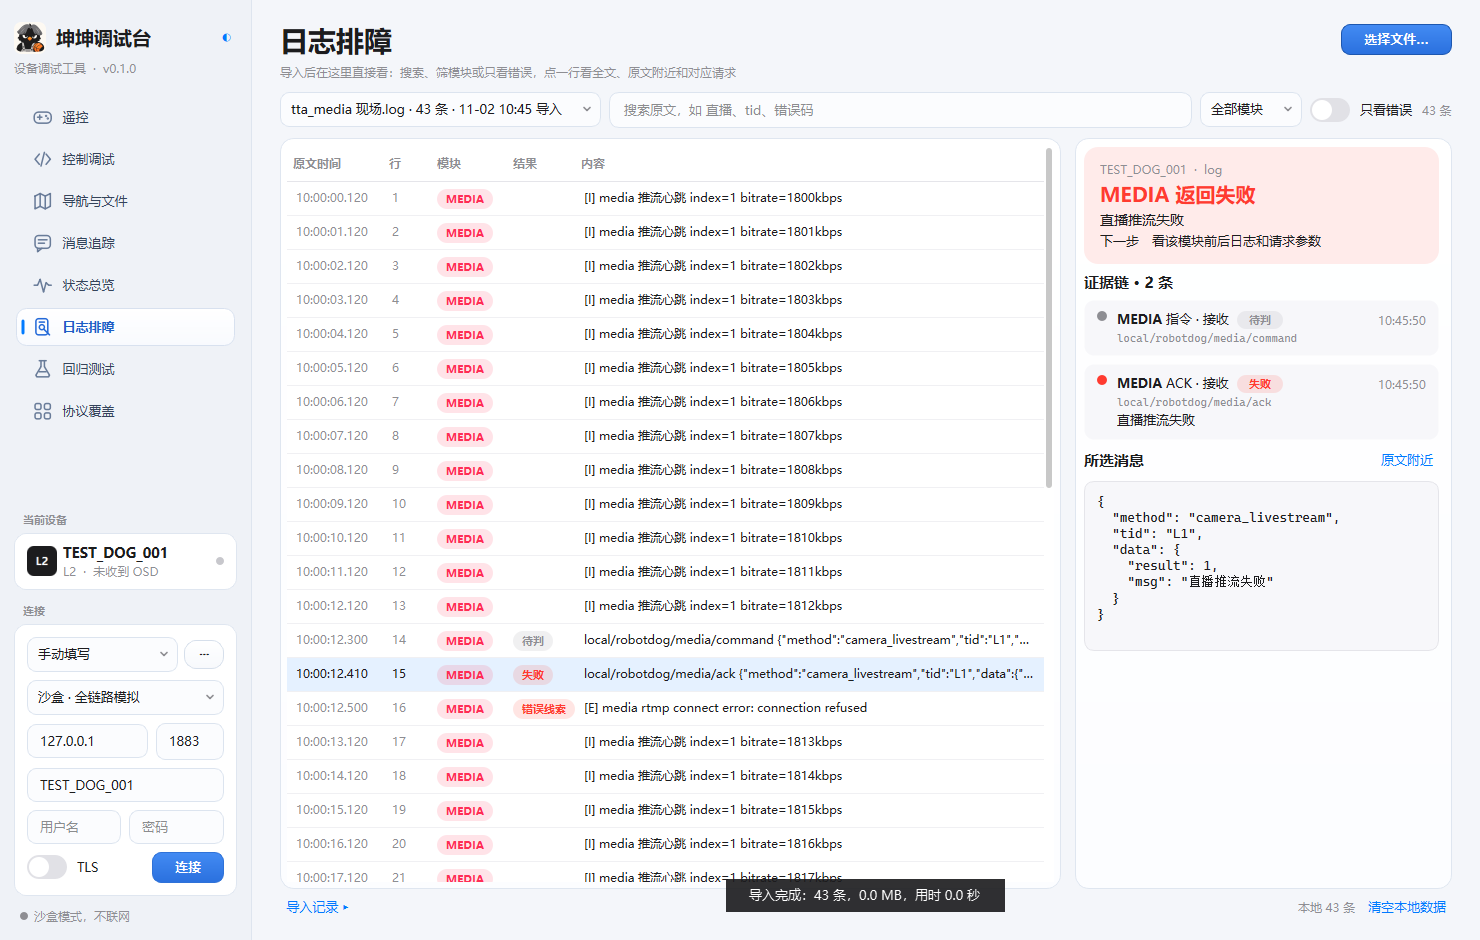 坤坤调试台
设备调试工具 · v0.1.0
遥控
控制调试
导航与文件
消息追踪
状态总览
日志排障
回归测试
协议覆盖
当前设备
L2
TEST_DOG_001
L2 · 未收到 OSD
连接
手动填写
...
沙盒 · 全链路模拟
127.0.0.1
1883
TEST_DOG_001
用户名
密码
TLS
连接
沙盒模式，不联网
日志排障
导入后在这里直接看：搜索、筛模块或只看错误，点一行看全文、原文附近和对应请求
选择文件...
tta_media 现场.log · 43 条 · 11-02 10:45 导入
搜索原文，如 直播、tid、错误码
全部模块
只看错误
43 条
原文时间 行 模块 结果 内容
10:00:00.120 1 MEDIA [I] media 推流心跳 index=1 bitrate=1800kbps
10:00:01.120 2 MEDIA [I] media 推流心跳 index=1 bitrate=1801kbps
10:00:02.120 3 MEDIA [I] media 推流心跳 index=1 bitrate=1802kbps
10:00:03.120 4 MEDIA [I] media 推流心跳 index=1 bitrate=1803kbps
10:00:04.120 5 MEDIA [I] media 推流心跳 index=1 bitrate=1804kbps
10:00:05.120 6 MEDIA [I] media 推流心跳 index=1 bitrate=1805kbps
10:00:06.120 7 MEDIA [I] media 推流心跳 index=1 bitrate=1806kbps
10:00:07.120 8 MEDIA [I] media 推流心跳 index=1 bitrate=1807kbps
10:00:08.120 9 MEDIA [I] media 推流心跳 index=1 bitrate=1808kbps
10:00:09.120 10 MEDIA [I] media 推流心跳 index=1 bitrate=1809kbps
10:00:10.120 11 MEDIA [I] media 推流心跳 index=1 bitrate=1810kbps
10:00:11.120 12 MEDIA [I] media 推流心跳 index=1 bitrate=1811kbps
10:00:12.120 13 MEDIA [I] media 推流心跳 index=1 bitrate=1812kbps
10:00:12.300 14 MEDIA 待判 local/robotdog/media/command {"method":"camera_livestream","tid":"L1","...
10:00:12.410 15 MEDIA 失败 local/robotdog/media/ack {"method":"camera_livestream","tid":"L1","data":{"...
10:00:12.500 16 MEDIA 错误线索 [E] media rtmp connect error: connection refused
10:00:13.120 17 MEDIA [I] media 推流心跳 index=1 bitrate=1813kbps
10:00:14.120 18 MEDIA [I] media 推流心跳 index=1 bitrate=1814kbps
10:00:15.120 19 MEDIA [I] media 推流心跳 index=1 bitrate=1815kbps
10:00:16.120 20 MEDIA [I] media 推流心跳 index=1 bitrate=1816kbps
10:00:17.120 21 MEDIA [I] media 推流心跳 index=1 bitrate=1817kbps
导入完成：43 条，0.0 MB，用时 0.0 秒
导入记录 ▸
TEST_DOG_001 · log
MEDIA 返回失败
直播推流失败
下一步 看该模块前后日志和请求参数
证据链 · 2 条
MEDIA 指令 · 接收 待判 10:45:50
local/robotdog/media/command
MEDIA ACK · 接收 失败 10:45:50
local/robotdog/media/ack
直播推流失败
所选消息 原文附近
{
"method": "camera_livestream",
"tid": "L1",
"data": {
"result": 1,
"msg": "直播推流失败"
}
}
本地 43 条 清空本地数据